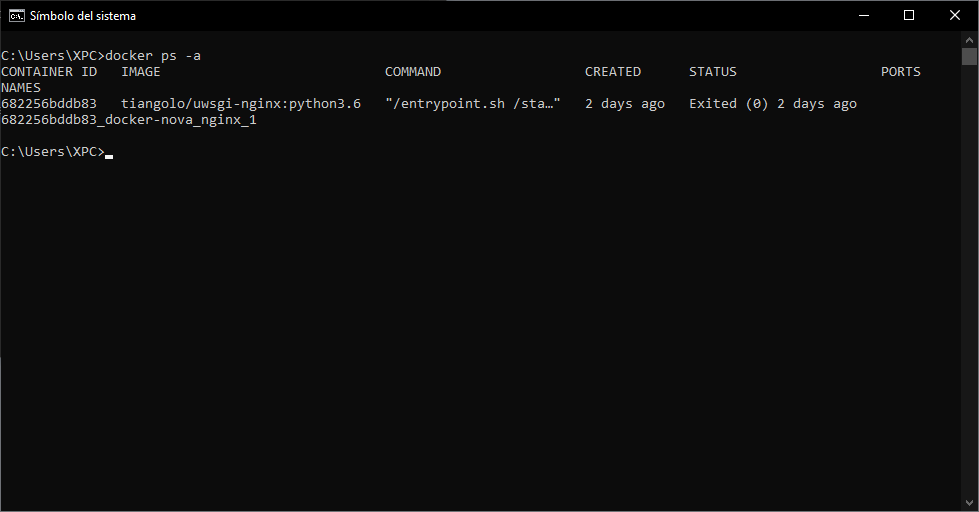 Símbolo del sistema
C:\Users\XPC>docker ps -a
CONTAINER ID   IMAGE                            COMMAND                  CREATED      STATUS                  PORTS
NAMES
682256bddb83   tiangolo/uwsgi-nginx:python3.6   "/entrypoint.sh /sta…"   2 days ago   Exited (0) 2 days ago
682256bddb83_docker-nova_nginx_1
C:\Users\XPC>